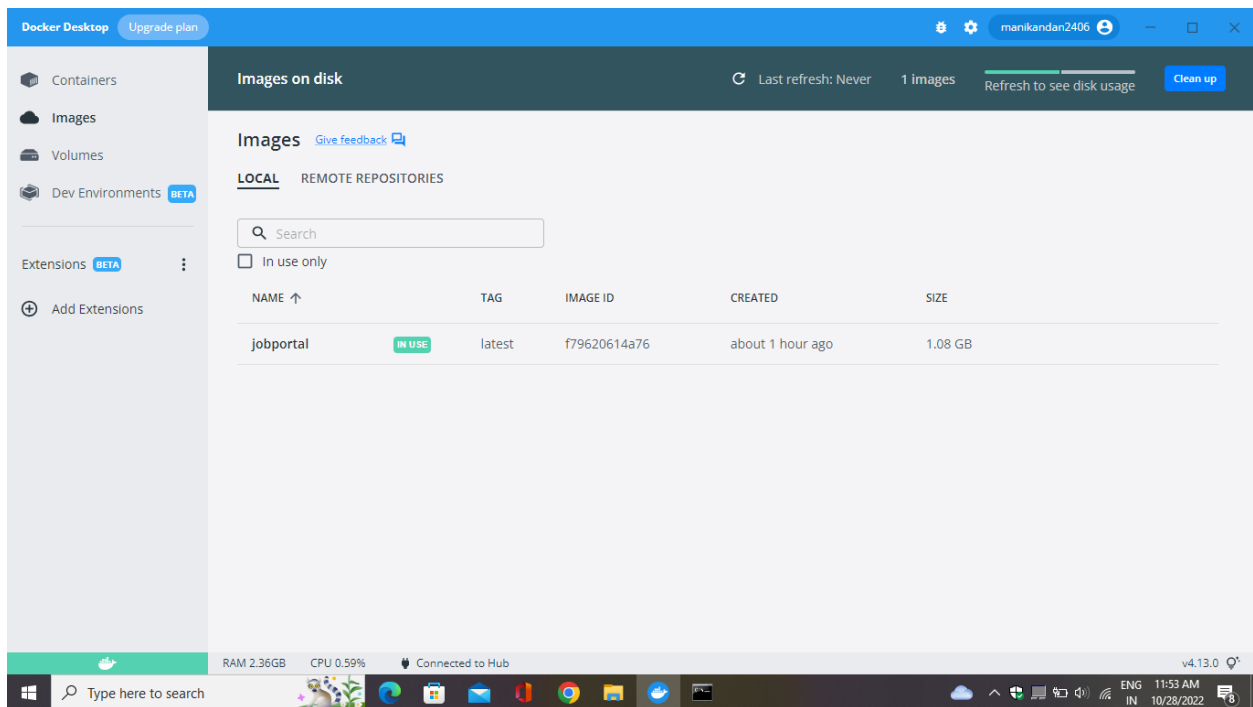 Docker Desktop Upgrade plan manikandan2406
Containers
Images
Volumes
Dev Environments BETA
Extensions BETA
Add Extensions
Images on disk Last refresh: Never 1 images Refresh to see disk usage Clean up
Images Give feedback
LOCAL REMOTE REPOSITORIES
Search
In use only
NAME TAG IMAGE ID CREATED SIZE
jobportal IN USE latest f79620614a76 about 1 hour ago 1.08 GB
RAM 2.36GB CPU 0.59% Connected to Hub v4.13.0
Type here to search ENG 11:53 AM
IN 10/28/2022 8